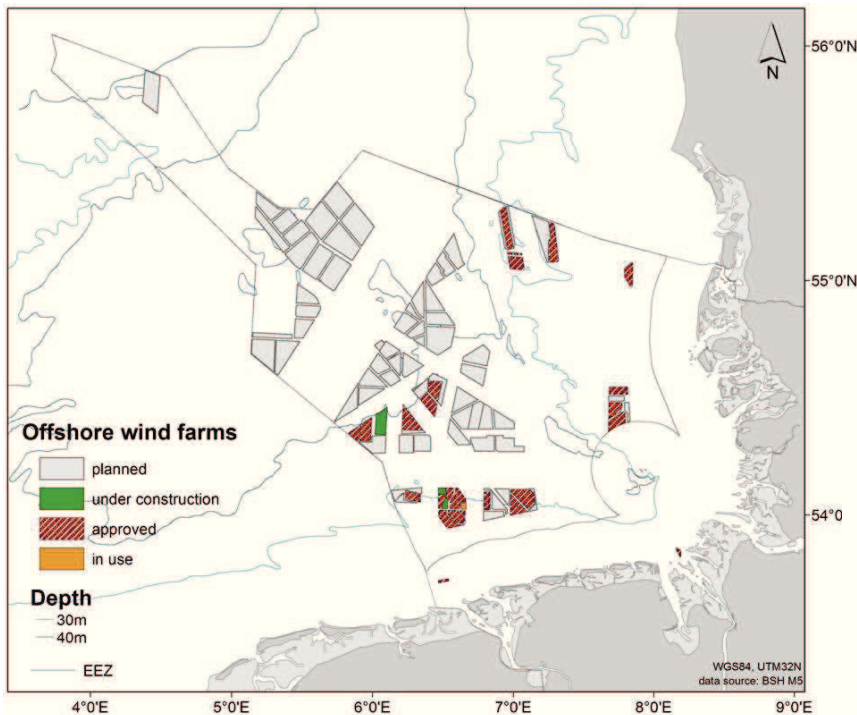 56°0'N
N
55°0'N
Offshore wind farms
planned
under construction
approved
in use
54°0'
Depth
30m
40m
EEZ
WGS84, UTM32N
data source: BSH M5
4°0'E 5°0'E 6°0'E 7°0'E 8°0'E 9°0'E